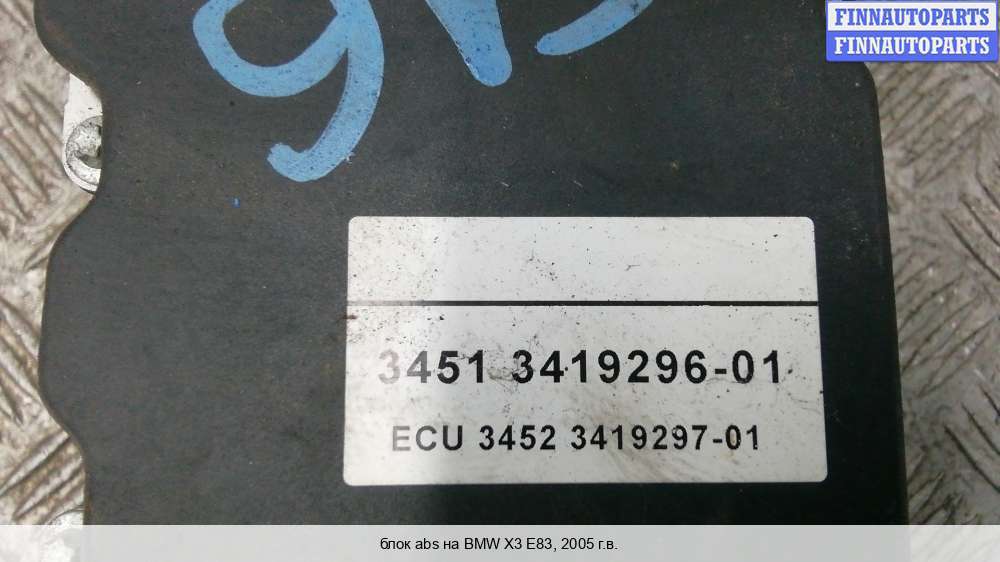 FINNAUTOPARTS
FINNAUTOPARTS
3451 3419296-01
ECU 3452 3419297-01
блок abs на BMW X3 E83, 2005 г.в.